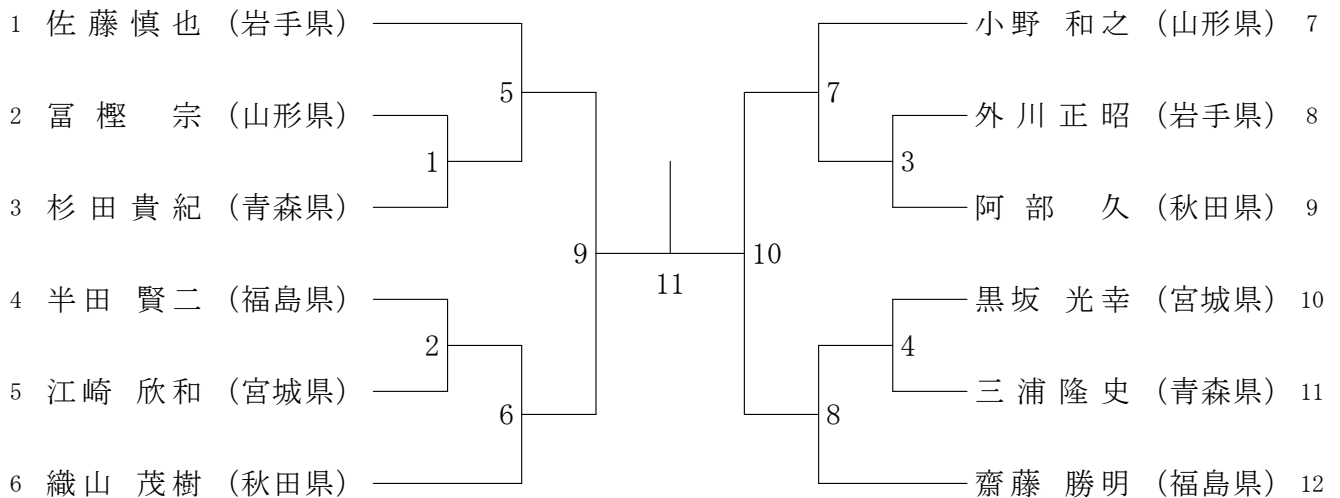 1 佐藤慎也 (岩手県)
小野 和之 (山形県) 7
5
7
2 冨樫 宗 (山形県)
外川正昭 (岩手県) 8
1
3
3 杉田貴紀 (青森県)
阿部 久 (秋田県) 9
9
10
11
4 半田 賢二 (福島県)
黒坂 光幸 (宮城県) 10
2
4
5 江崎 欣和 (宮城県)
三浦隆史 (青森県) 11
6
8
6 織山 茂樹 (秋田県)
齋藤 勝明 (福島県) 12